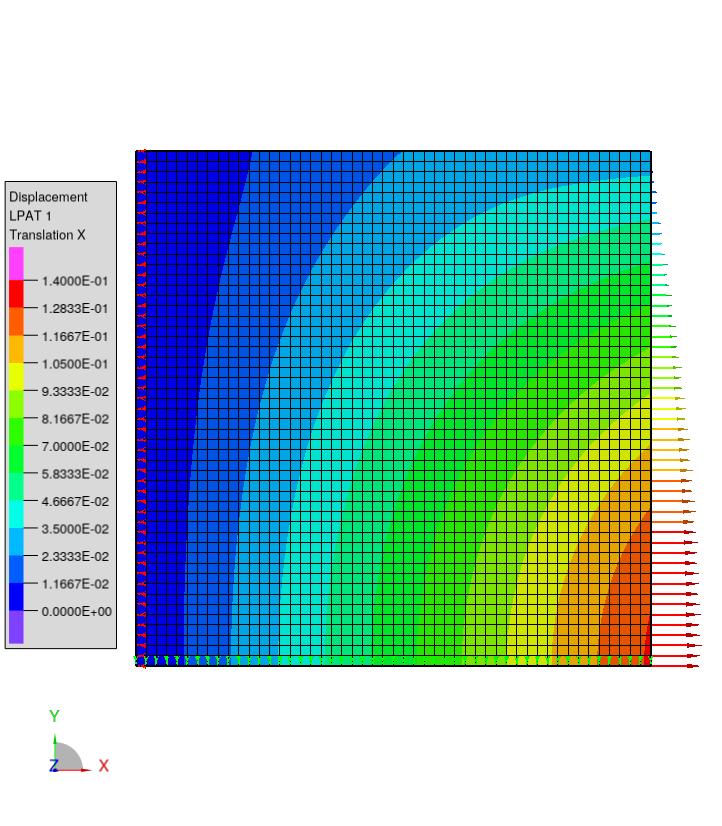 Displacement
LPAT 1
Translation X
1.4000E-01
1.2833E-01
1.1667E-01
1.0500E-01
9.3333E-02
8.1667E-02
7.0000E-02
5.8333E-02
4.6667E-02
3.5000E-02
2.3333E-02
1.1667E-02
0.0000E+00
Y
Z X